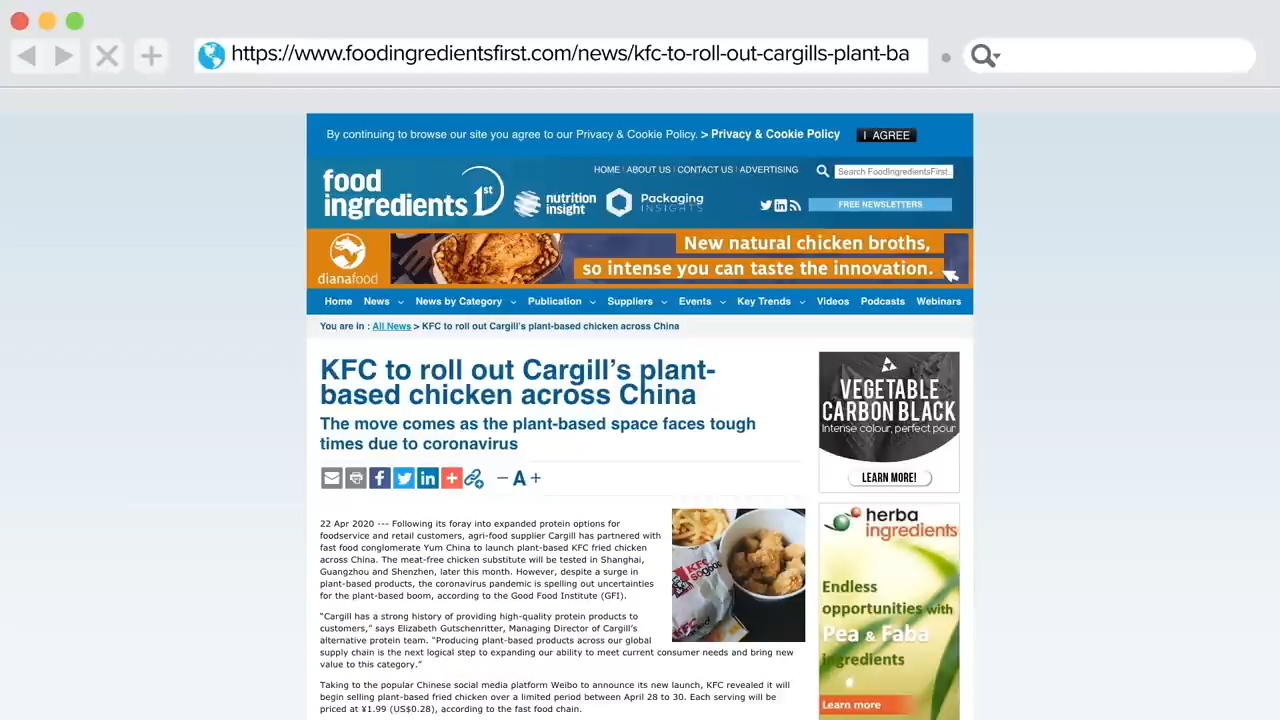 https://www.foodingredientsfirst.com/news/kfc-to-roll-out-cargills-plant-ba
By continuing to browse our site you agree to our Privacy & Cookie Policy. > Privacy & Cookie Policy
I AGREE
HOME | ABOUT US | CONTACT US | ADVERTISING
Search FoodIngredientsFirst
food
ingredients 1st
nutrition
insight
Packaging
INSIGHTS
FREE NEWSLETTERS
dianafood
New natural chicken broths,
so intense you can taste the innovation.
Home News News by Category Publication Suppliers Events Key Trends Videos Podcasts Webinars
You are in : All News > KFC to roll out Cargill's plant-based chicken across China
KFC to roll out Cargill's plant-
based chicken across China
The move comes as the plant-based space faces tough
times due to coronavirus
− A +
22 Apr 2020 --- Following its foray into expanded protein options for
foodservice and retail customers, agri-food supplier Cargill has partnered with
fast food conglomerate Yum China to launch plant-based KFC fried chicken
across China. The meat-free chicken substitute will be tested in Shanghai,
Guangzhou and Shenzhen, later this month. However, despite a surge in
plant-based products, the coronavirus pandemic is spelling out uncertainties
for the plant-based boom, according to the Good Food Institute (GFI).
"Cargill has a strong history of providing high-quality protein products to
customers," says Elizabeth Gutschenritter, Managing Director of Cargill's
alternative protein team. "Producing plant-based products across our global
supply chain is the next logical step to expanding our ability to meet current consumer needs and bring new
value to this category."
Taking to the popular Chinese social media platform Weibo to announce its new launch, KFC revealed it will
begin selling plant-based fried chicken over a limited period between April 28 to 30. Each serving will be
priced at ¥1.99 (US$0.28), according to the fast food chain.
KFC
so good
KFC
VEGETABLE
CARBON BLACK
Intense colour, perfect pour
LEARN MORE!
herba
ingredients
Endless
opportunities with
Pea & Faba
ingredients
Learn more